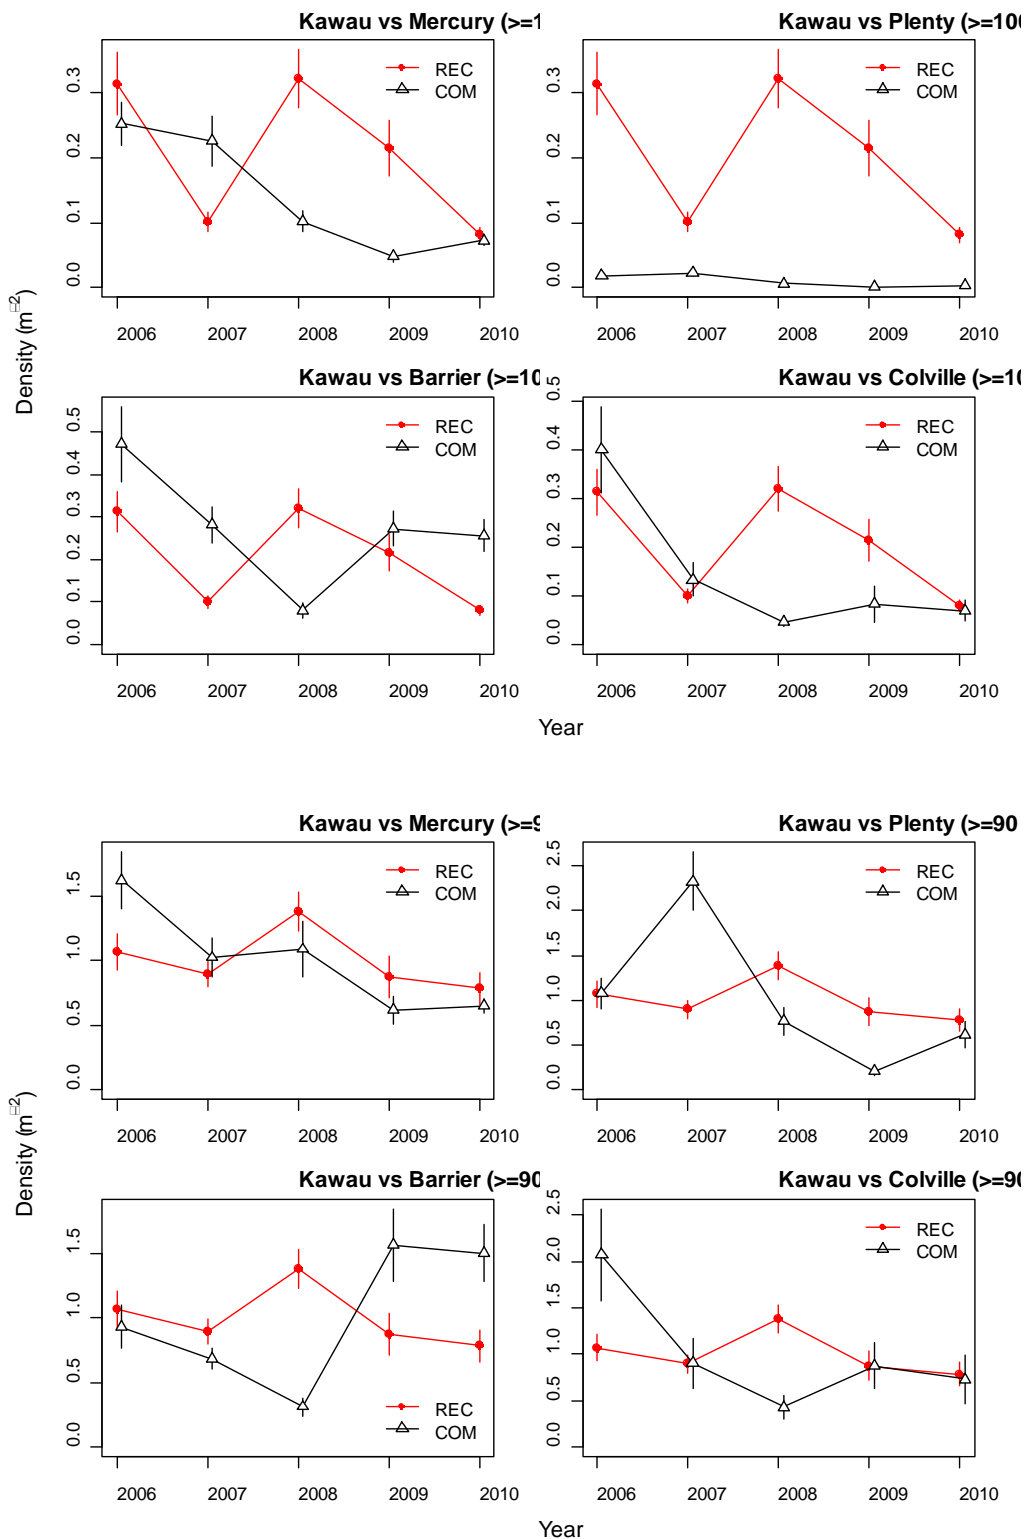 Kawau vs Mercury (>=1
Kawau vs Plenty (>=100
REC
COM
REC
COM
0.0 0.1 0.2 0.3
0.0 0.1 0.2 0.3
2006 2007 2008 2009 2010
2006 2007 2008 2009 2010
Density (m-2)
Kawau vs Barrier (>=10
Kawau vs Colville (>=10
REC
COM
REC
COM
0.0 0.1 0.2 0.3 0.4 0.5
0.0 0.1 0.2 0.3 0.4 0.5
2006 2007 2008 2009 2010
2006 2007 2008 2009 2010
Year
Kawau vs Mercury (>=9
Kawau vs Plenty (>=90
REC
COM
REC
COM
0.0 0.5 1.0 1.5
0.0 0.5 1.0 1.5 2.0 2.5
2006 2007 2008 2009 2010
2006 2007 2008 2009 2010
Density (m-2)
Kawau vs Barrier (>=90
Kawau vs Colville (>=90
REC
COM
REC
COM
0.0 0.5 1.0 1.5
0.0 0.5 1.0 1.5 2.0 2.5
2006 2007 2008 2009 2010
2006 2007 2008 2009 2010
Year